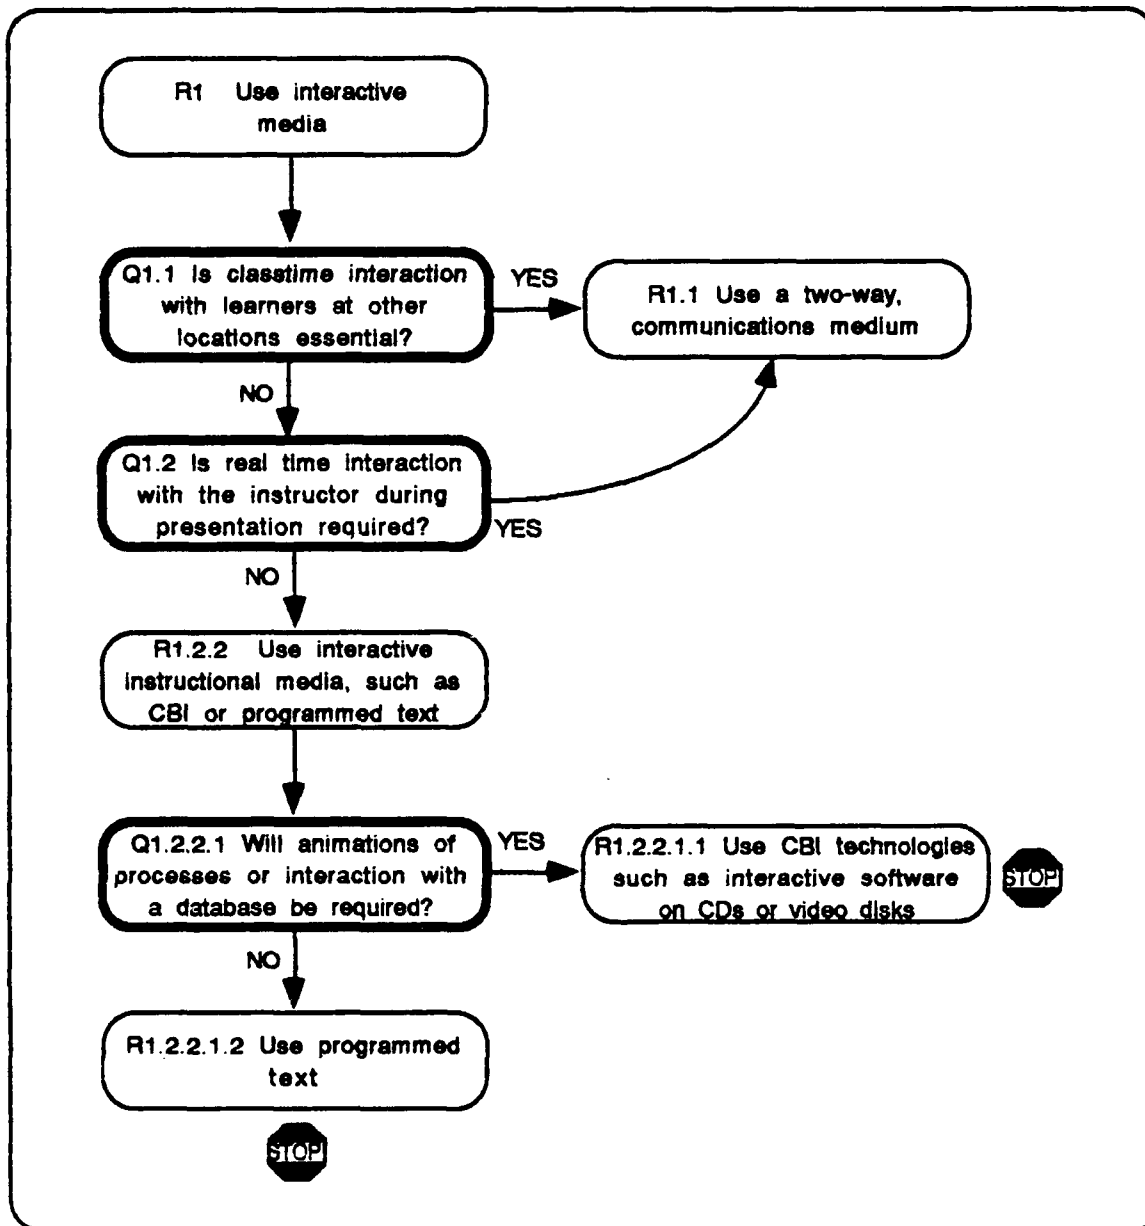 R1 Use interactive
media
Q1.1 Is classtime interaction
with learners at other
locations essential?
YES
R1.1 Use a two-way,
communications medium
NO
Q1.2 Is real time interaction
with the instructor during
presentation required?
YES
NO
R1.2.2 Use interactive
instructional media, such as
CBI or programmed text
Q1.2.2.1 Will animations of
processes or interaction with
a database be required?
YES
R1.2.2.1.1 Use CBI technologies
such as interactive software
on CDs or video disks
STOP!
NO
R1.2.2.1.2 Use programmed
text
STOP!